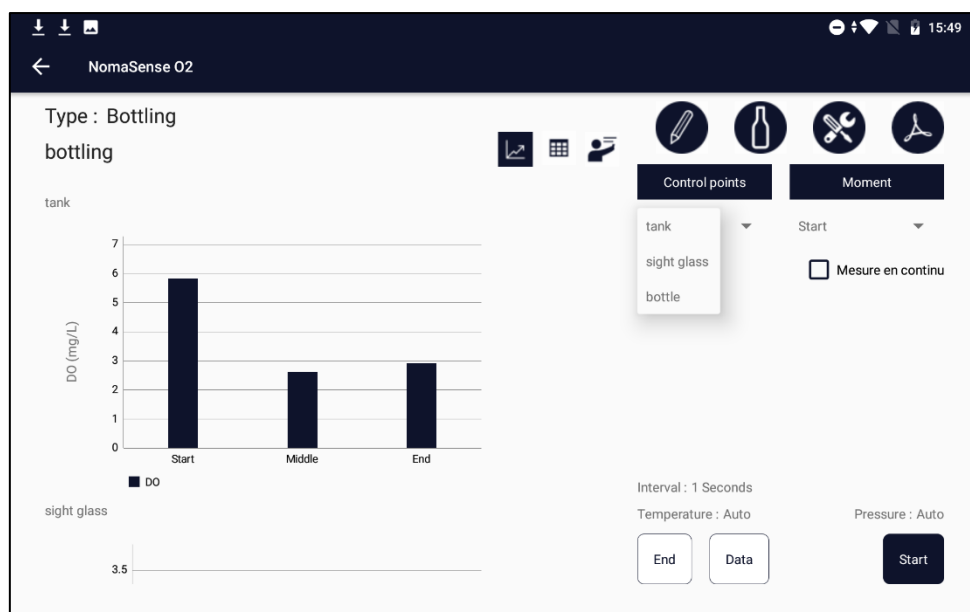 15:49
NomaSense O2
Type : Bottling
bottling
Control points
Moment
tank
tank
Start
sight glass
Mesure en continu
bottle
7
6
5
4
3
2
1
0
DO (mg/L)
Start Middle End
DO
Interval : 1 Seconds
sight glass
Temperature : Auto
Pressure : Auto
3.5
End
Data
Start